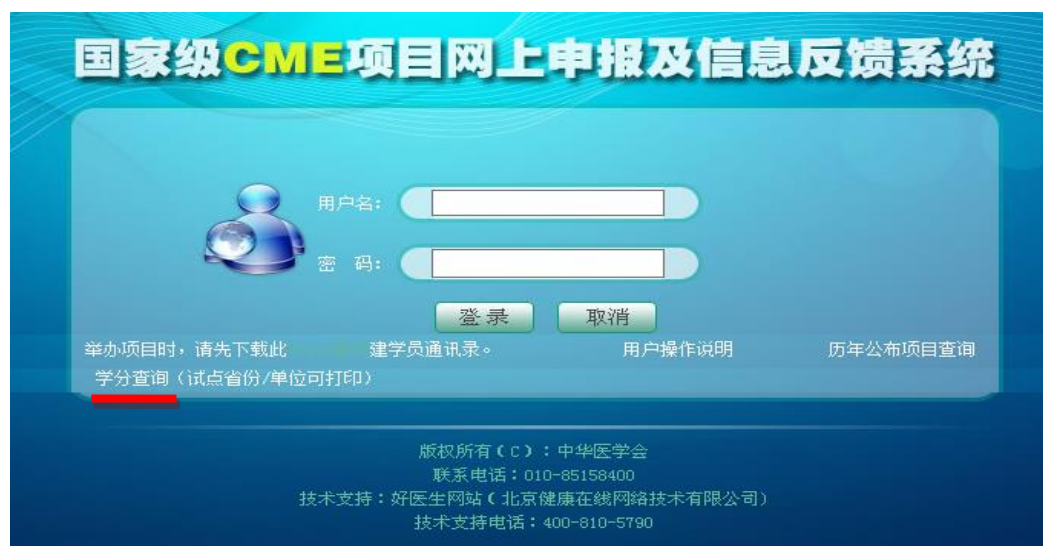 国家级CME项目网上申报及信息反馈系统
用户名：
密 码：
登 录 取消
举办项目时，请先下载此 建学员通讯录。 用户操作说明 历年公布项目查询
学分查询（试点省份/单位可打印）
版权所有（C）：中华医学会
联系电话：010-85158400
技术支持：好医生网站（北京健康在线网络技术有限公司）
技术支持电话：400-810-5790